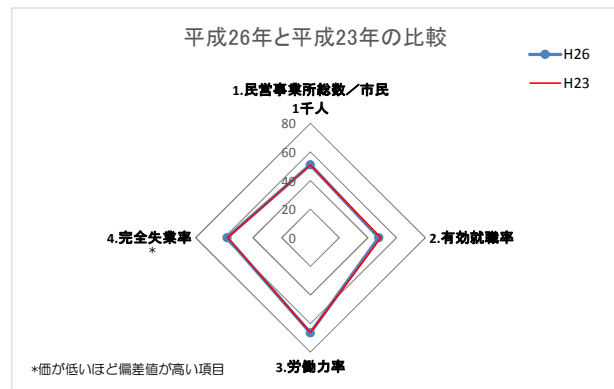 平成26年と平成23年の比較
H26
H23
1.民営事業所総数／市民
1千人
80
60
40
20
0
4.完全失業率
*
2.有効就職率
3.労働力率
*価が低いほど偏差値が高い項目